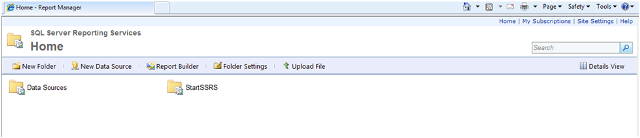 Home - Report Manager
Page Safety Tools
Home | My Subscriptions | Site Settings | Help
SQL Server Reporting Services
Home
Search
New Folder New Data Source Report Builder Folder Settings Upload File Details View
Data Sources StartSSRS